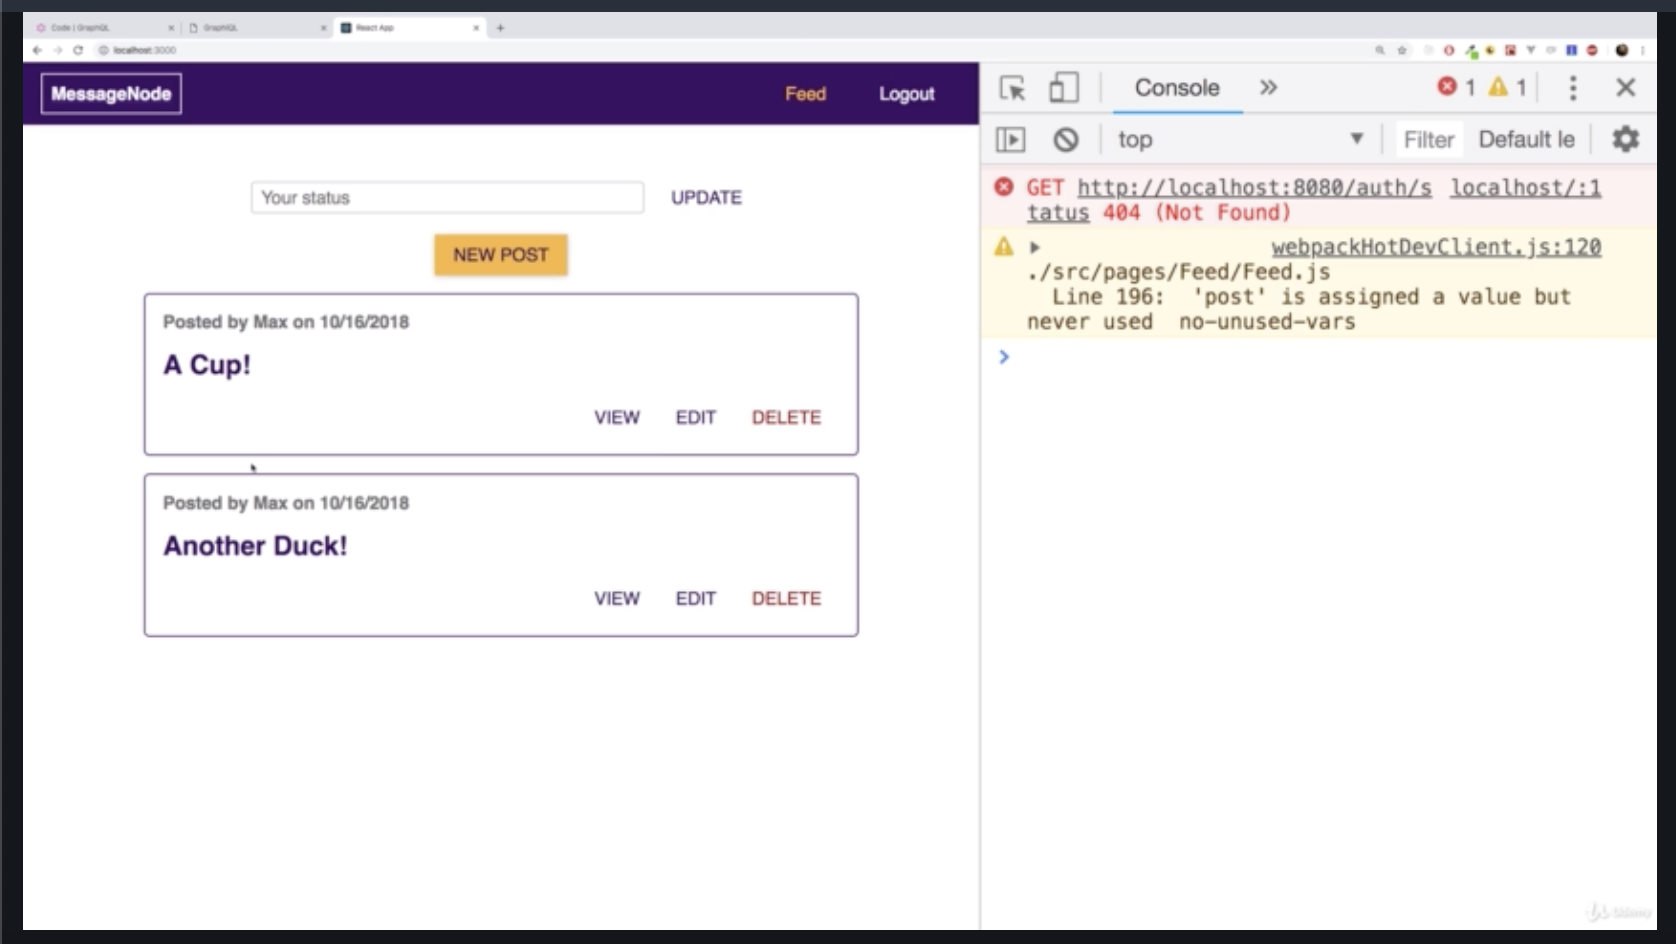 Code | GraphQL
GraphiQL
React App
localhost:3000
MessageNode
Feed
Logout
Your status
UPDATE
NEW POST
Posted by Max on 10/16/2018
A Cup!
VIEW EDIT DELETE
Posted by Max on 10/16/2018
Another Duck!
VIEW EDIT DELETE
Console
1
1
top
Filter
Default le
GET http://localhost:8080/auth/s localhost/:1
tatus 404 (Not Found)
webpackHotDevClient.js:120
./src/pages/Feed/Feed.js
Line 196: 'post' is assigned a value but
never used no-unused-vars
Udemy